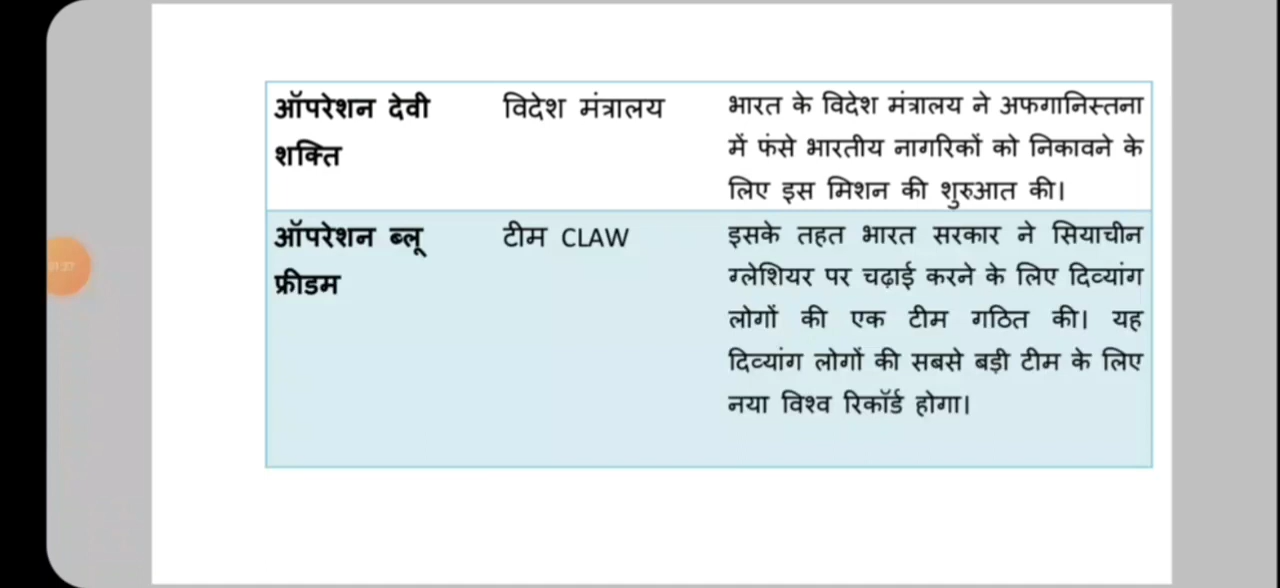 ऑपरेशन देवी
शक्ति
विदेश मंत्रालय
भारत के विदेश मंत्रालय ने अफगानिस्तना
में फंसे भारतीय नागरिकों को निकावने के
लिए इस मिशन की शुरुआत की।
ऑपरेशन ब्लू
फ्रीडम
टीम CLAW
इसके तहत भारत सरकार ने सियाचीन
ग्लेशियर पर चढ़ाई करने के लिए दिव्यांग
लोगों की एक टीम गठित की। यह
दिव्यांग लोगों की सबसे बड़ी टीम के लिए
नया विश्व रिकॉर्ड होगा।